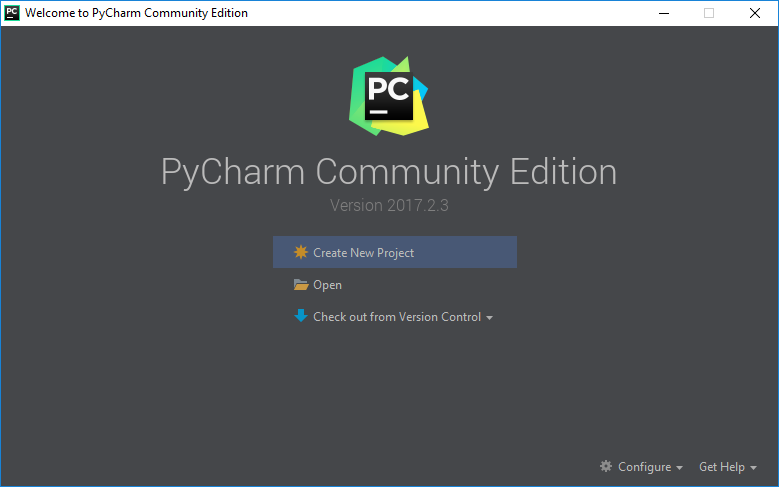 PC Welcome to PyCharm Community Edition
PC
PyCharm Community Edition
Version 2017.2.3
Create New Project
Open
Check out from Version Control
Configure Get Help